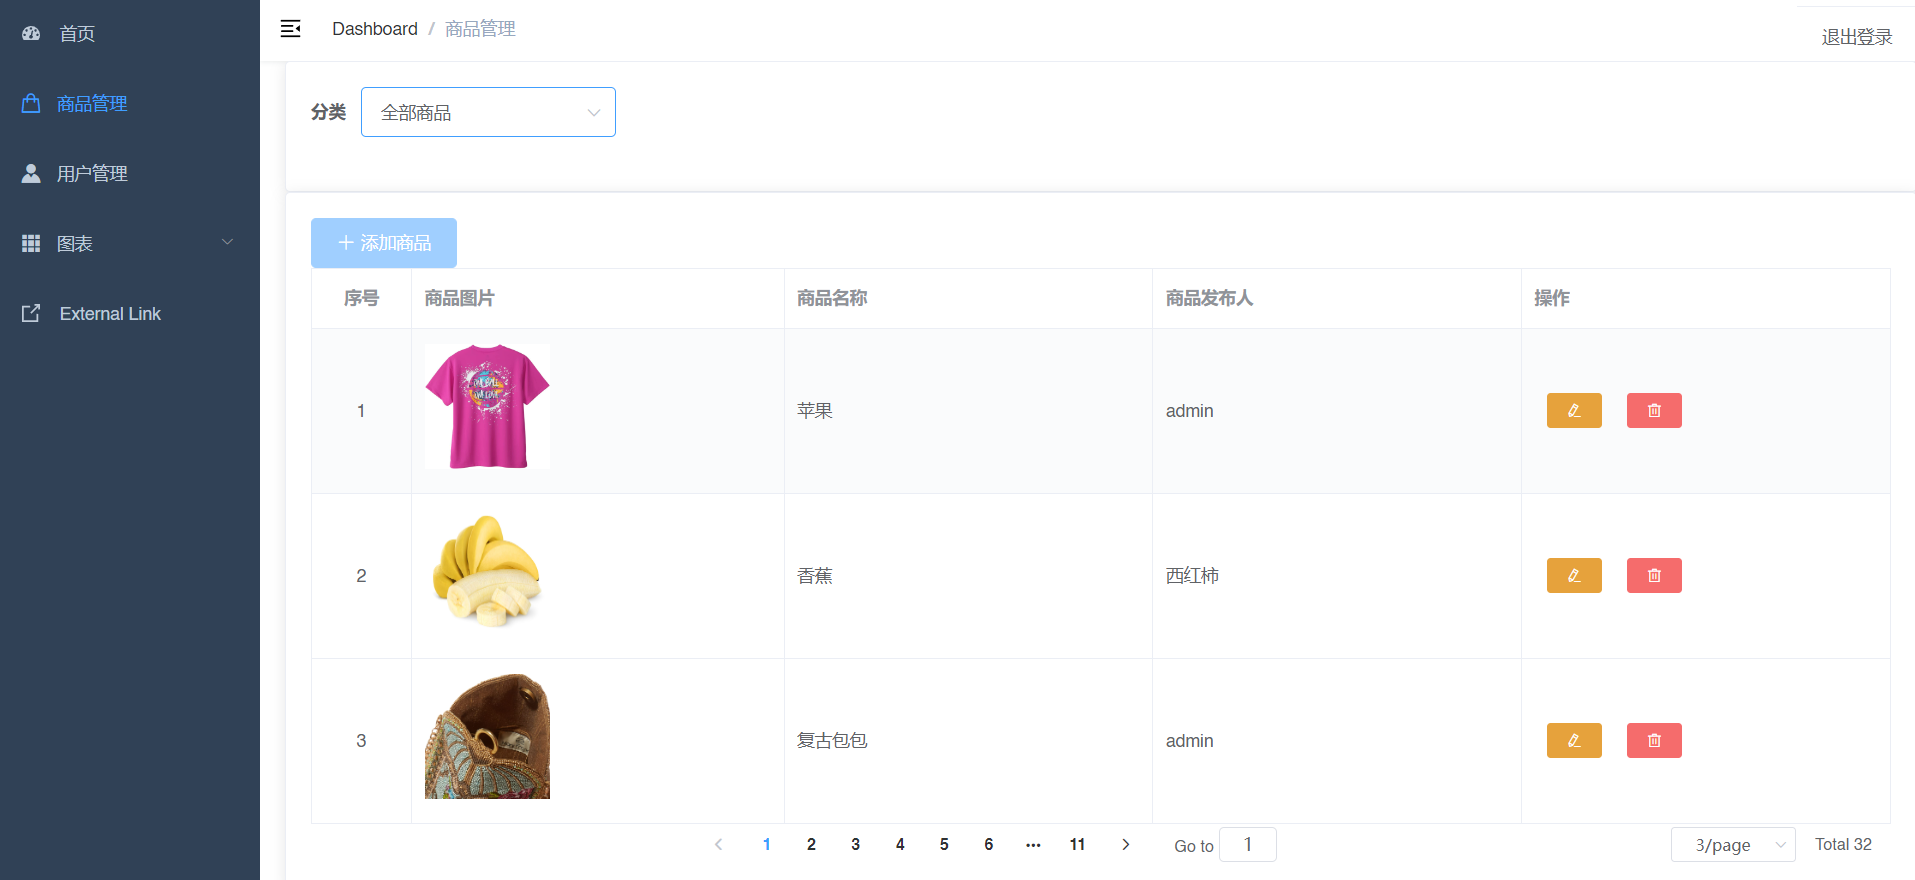 首页
商品管理
用户管理
图表
External Link
Dashboard / 商品管理
退出登录
分类 全部商品
添加商品
序号 商品图片 商品名称 商品发布人 操作
1 苹果 admin
2 香蕉 西红柿
3 复古包包 admin
1 2 3 4 5 6 ••• 11 Go to 1 3/page Total 32